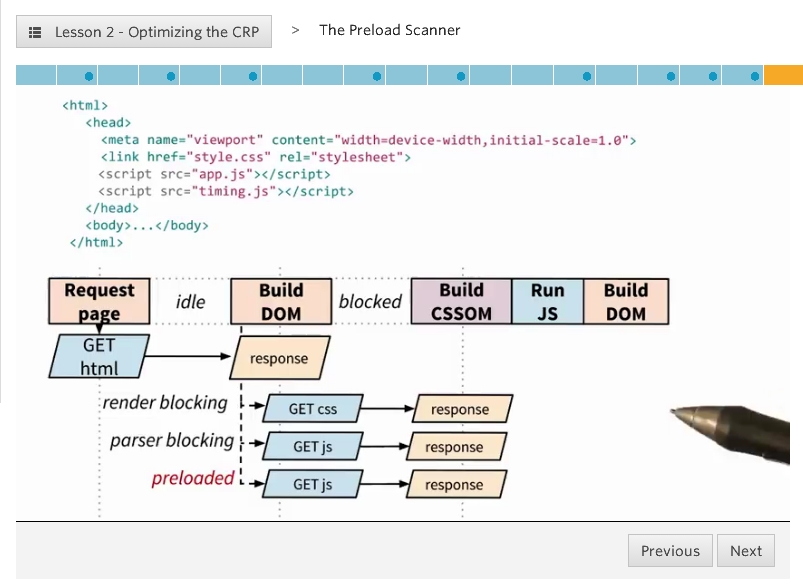 Lesson 2 - Optimizing the CRP > The Preload Scanner
<html>
<head>
<meta name="viewport" content="width=device-width,initial-scale=1.0">
<link href="style.css" rel="stylesheet">
<script src="app.js"></script>
<script src="timing.js"></script>
</head>
<body>...</body>
</html>
Request page
idle
Build DOM
blocked
Build CSSOM
Run JS
Build DOM
GET html
response
render blocking
GET css
response
parser blocking
GET js
response
preloaded
GET js
response
Previous
Next